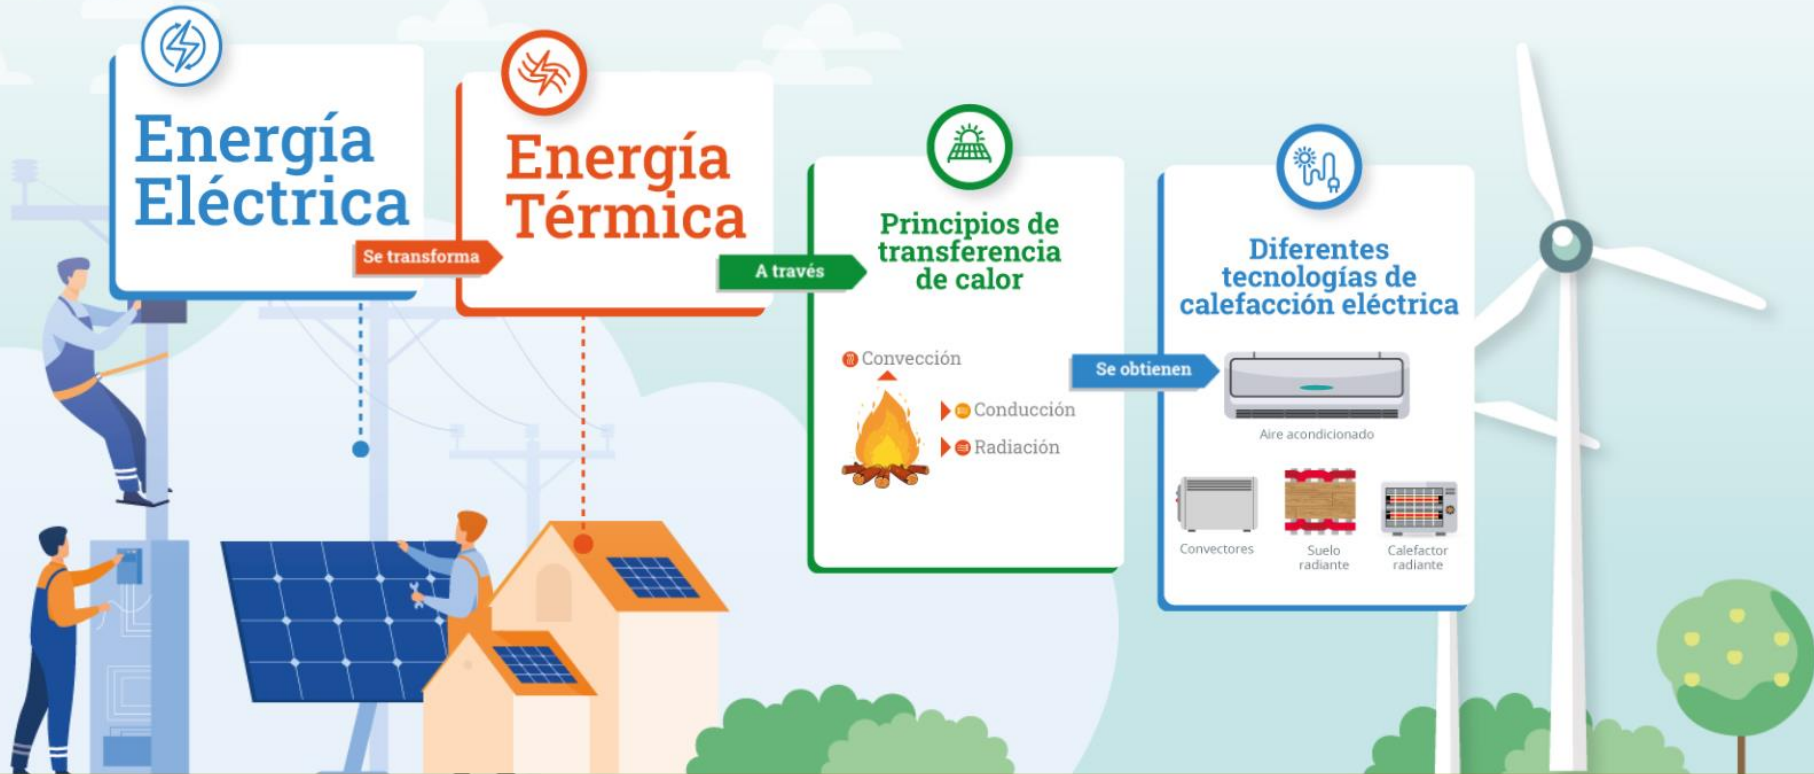 Energía
Eléctrica
Se transforma
Energía
Térmica
A través
Principios de
transferencia
de calor
Convección
Conducción
Radiación
Se obtienen
Diferentes
tecnologías de
calefacción eléctrica
Aire acondicionado
Convectores
Suelo
radiante
Calefactor
radiante